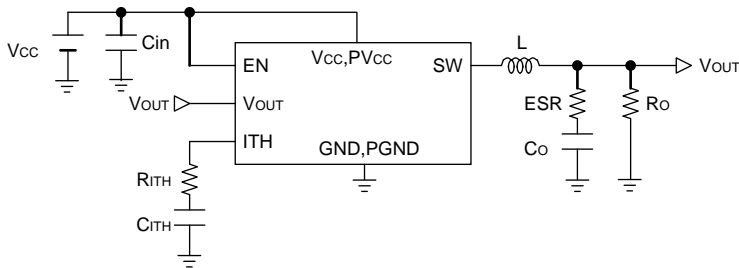 VCC
Cin
VCC,PVCC
EN
SW
L
VOUT
VOUT
VOUT
ESR
RO
ITH
GND,PGND
CO
RITH
CITH